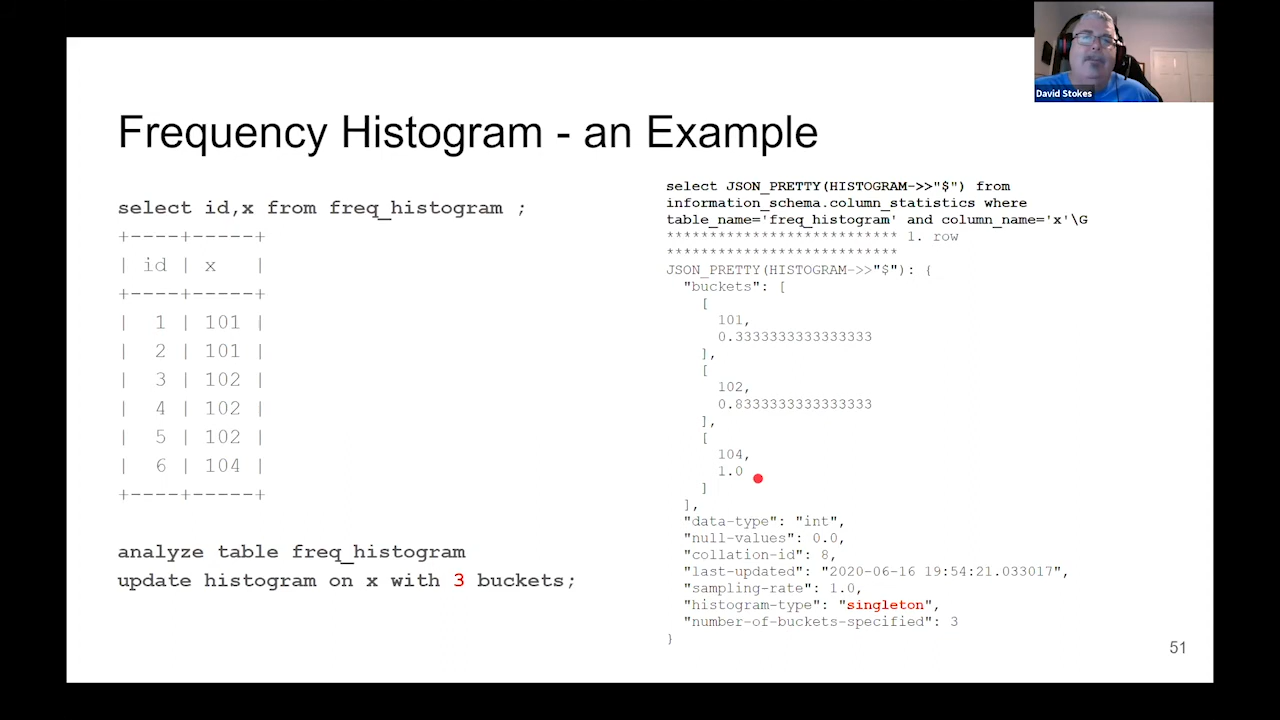 David Stokes
Frequency Histogram - an Example
select id,x from freq_histogram ;
+----+-----+
| id | x   |
+----+-----+
|  1 | 101 |
|  2 | 101 |
|  3 | 102 |
|  4 | 102 |
|  5 | 102 |
|  6 | 104 |
+----+-----+
analyze table freq_histogram
update histogram on x with 3 buckets;
select JSON_PRETTY(HISTOGRAM->>"$") from
information_schema.column_statistics where
table_name='freq_histogram' and column_name='x'\G
*************************** 1. row
***************************
JSON_PRETTY(HISTOGRAM->>"$"): {
  "buckets": [
    [
      101,
      0.3333333333333333
    ],
    [
      102,
      0.8333333333333333
    ],
    [
      104,
      1.0
    ]
  ],
  "data-type": "int",
  "null-values": 0.0,
  "collation-id": 8,
  "last-updated": "2020-06-16 19:54:21.033017",
  "sampling-rate": 1.0,
  "histogram-type": "singleton",
  "number-of-buckets-specified": 3
}
51